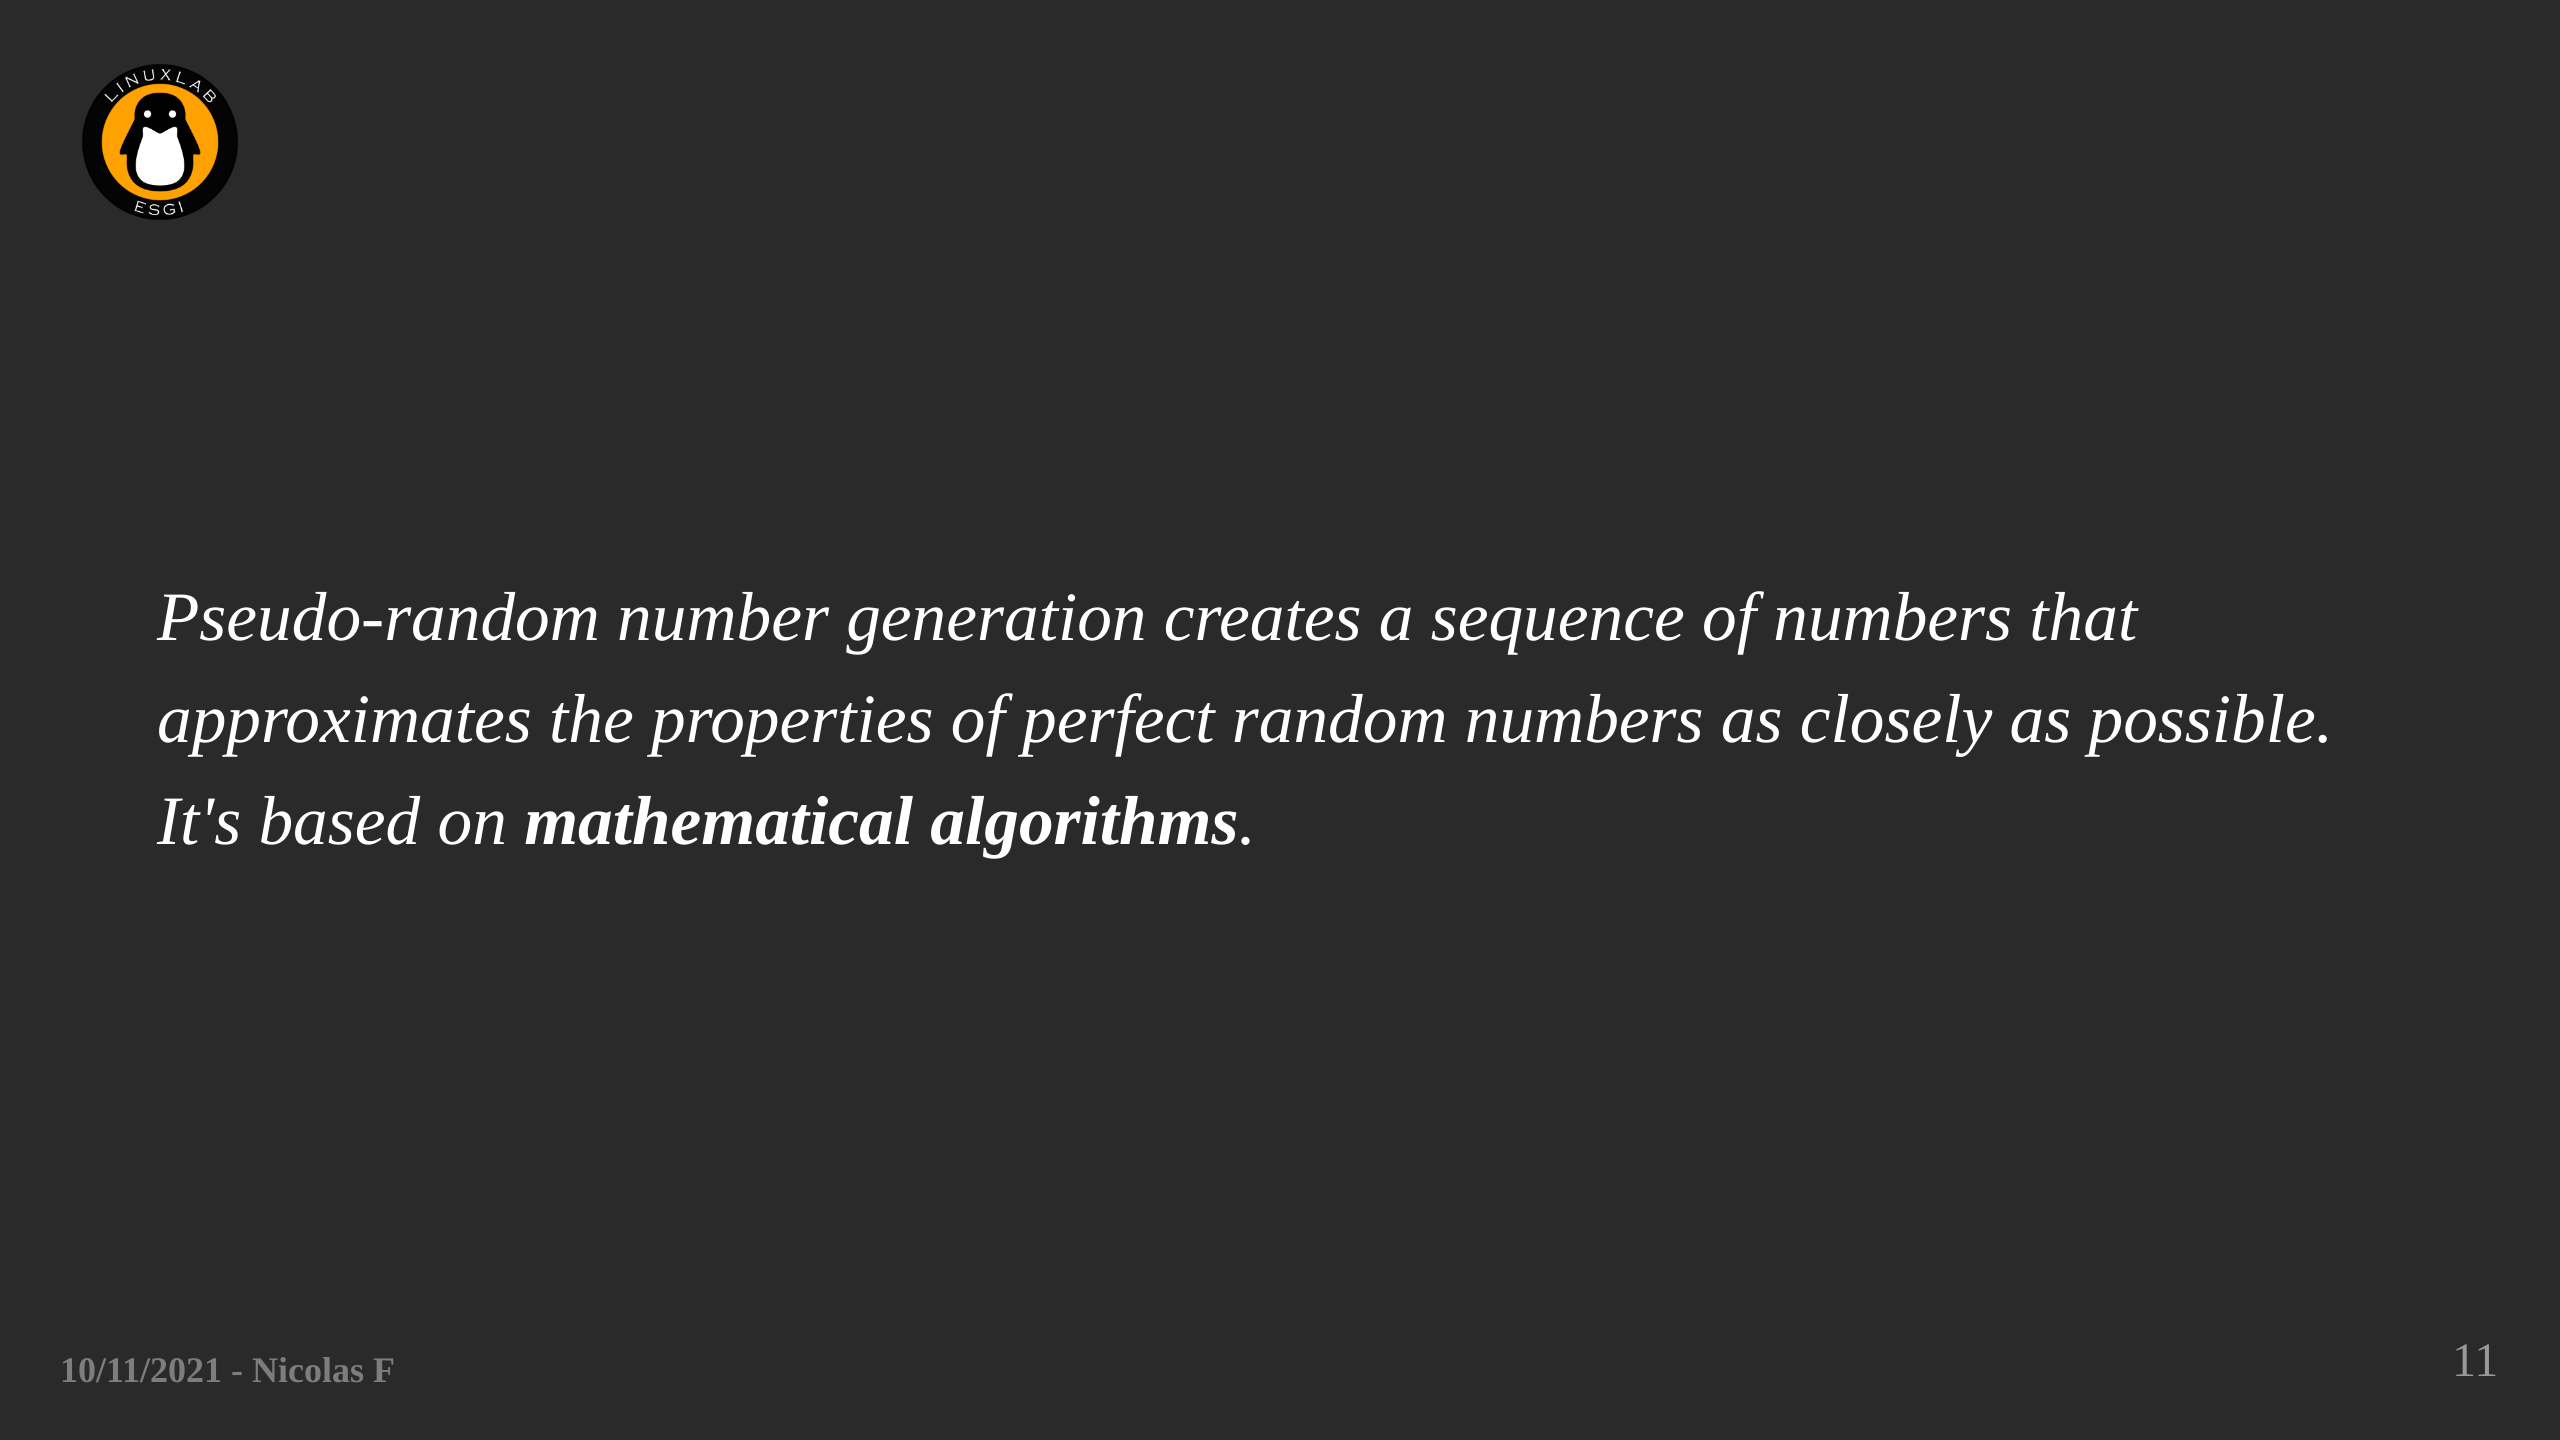 LINUXLAB
ESGI
Pseudo-random number generation creates a sequence of numbers that
approximates the properties of perfect random numbers as closely as possible.
It's based on mathematical algorithms.
10/11/2021 - Nicolas F
11